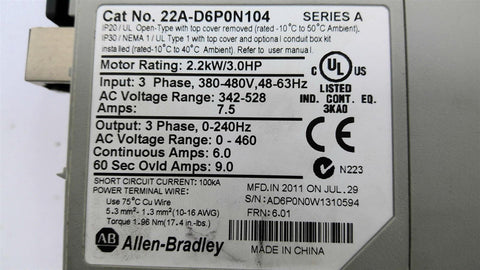 Cat No. 22A-D6P0N104 SERIES A
IP20 / UL Open-Type with top cover removed (rated -10°C to 50°C Ambient).
IP30 / NEMA 1 / UL Type 1 with top cover and optional conduit box kit
installed (rated-10°C to 40°C Ambient). Refer to user manual.
Motor Rating: 2.2kW/3.0HP
Input: 3 Phase, 380-480V,48-63Hz
AC Voltage Range: 342-528
Amps: 7.5
C UL US
LISTED
IND. CONT. EQ.
3KA0
Output: 3 Phase, 0-240Hz
AC Voltage Range: 0 - 460
Continuous Amps: 6.0
60 Sec Ovld Amps: 9.0
CE
N223
SHORT CIRCUIT CURRENT: 100kA
POWER TERMINAL WIRE:
Use 75°C Cu Wire
5.3 mm²- 1.3 mm²(10-16 AWG)
Torque 1.96 Nm(17.4 in-lbs.)
MFD.IN 2011 ON JUL.29
S/N:AD6P0N0W1310594
FRN: 6.01
AB Allen-Bradley
MADE IN CHINA